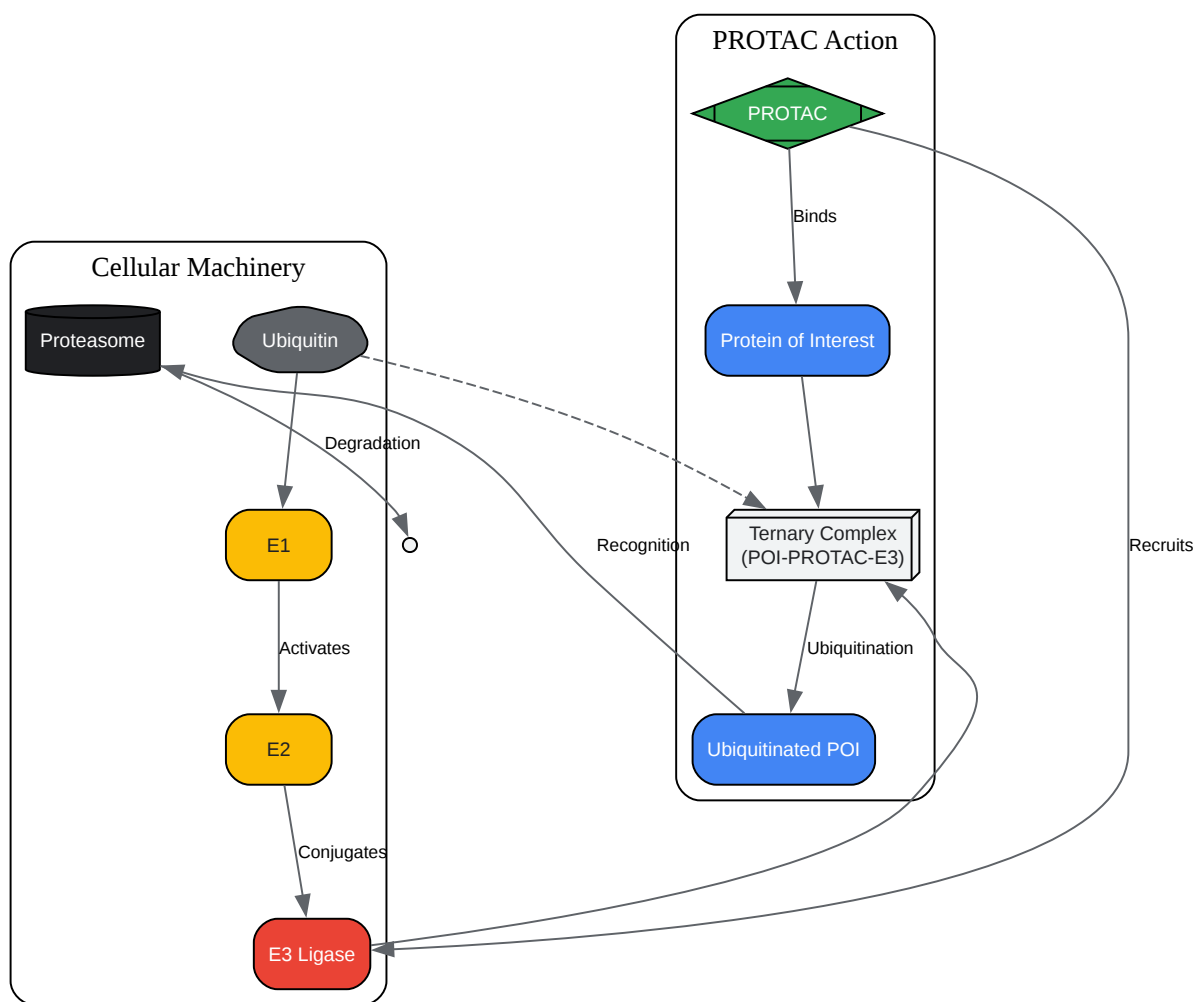 PROTAC Action
PROTAC
Binds
Cellular Machinery
Proteasome
Ubiquitin
Protein of Interest
Degradation
E1
Recognition
Ternary Complex
(POI-PROTAC-E3)
Recruits
Activates
Ubiquitination
E2
Ubiquitinated POI
Conjugates
E3 Ligase